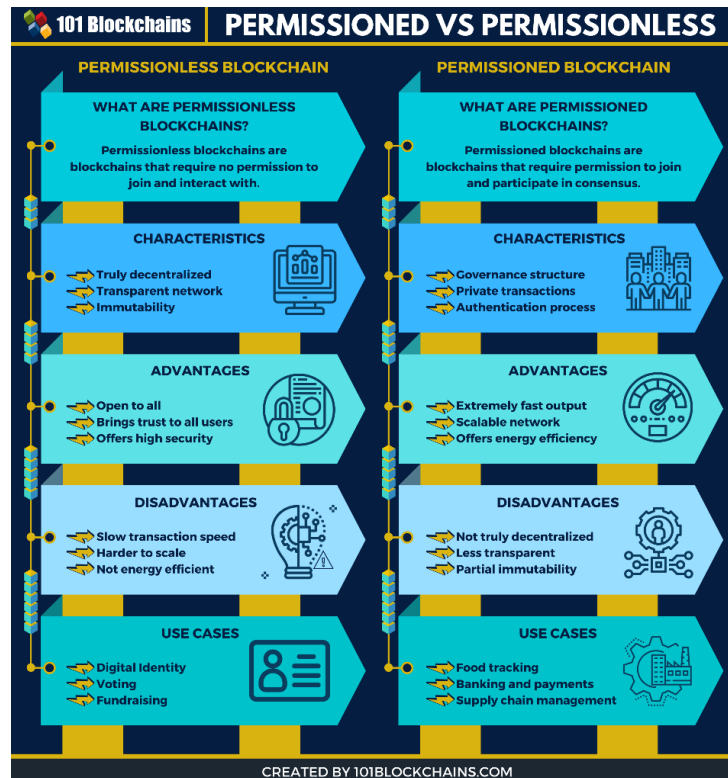 101 Blockchains
PERMISSIONED VS PERMISSIONLESS
PERMISSIONLESS BLOCKCHAIN
WHAT ARE PERMISSIONLESS
BLOCKCHAINS?
Permissionless blockchains are
blockchains that require no permission to
join and interact with.
CHARACTERISTICS
Truly decentralized
Transparent network
Immutability
ADVANTAGES
Open to all
Brings trust to all users
Offers high security
DISADVANTAGES
Slow transaction speed
Harder to scale
Not energy efficient
USE CASES
Digital Identity
Voting
Fundraising
PERMISSIONED BLOCKCHAIN
WHAT ARE PERMISSIONED
BLOCKCHAINS?
Permissioned blockchains are
blockchains that require permission to join
and participate in consensus.
CHARACTERISTICS
Governance structure
Private transactions
Authentication process
ADVANTAGES
Extremely fast output
Scalable network
Offers energy efficiency
DISADVANTAGES
Not truly decentralized
Less transparent
Partial immutability
USE CASES
Food tracking
Banking and payments
Supply chain management
CREATED BY 101BLOCKCHAINS.COM